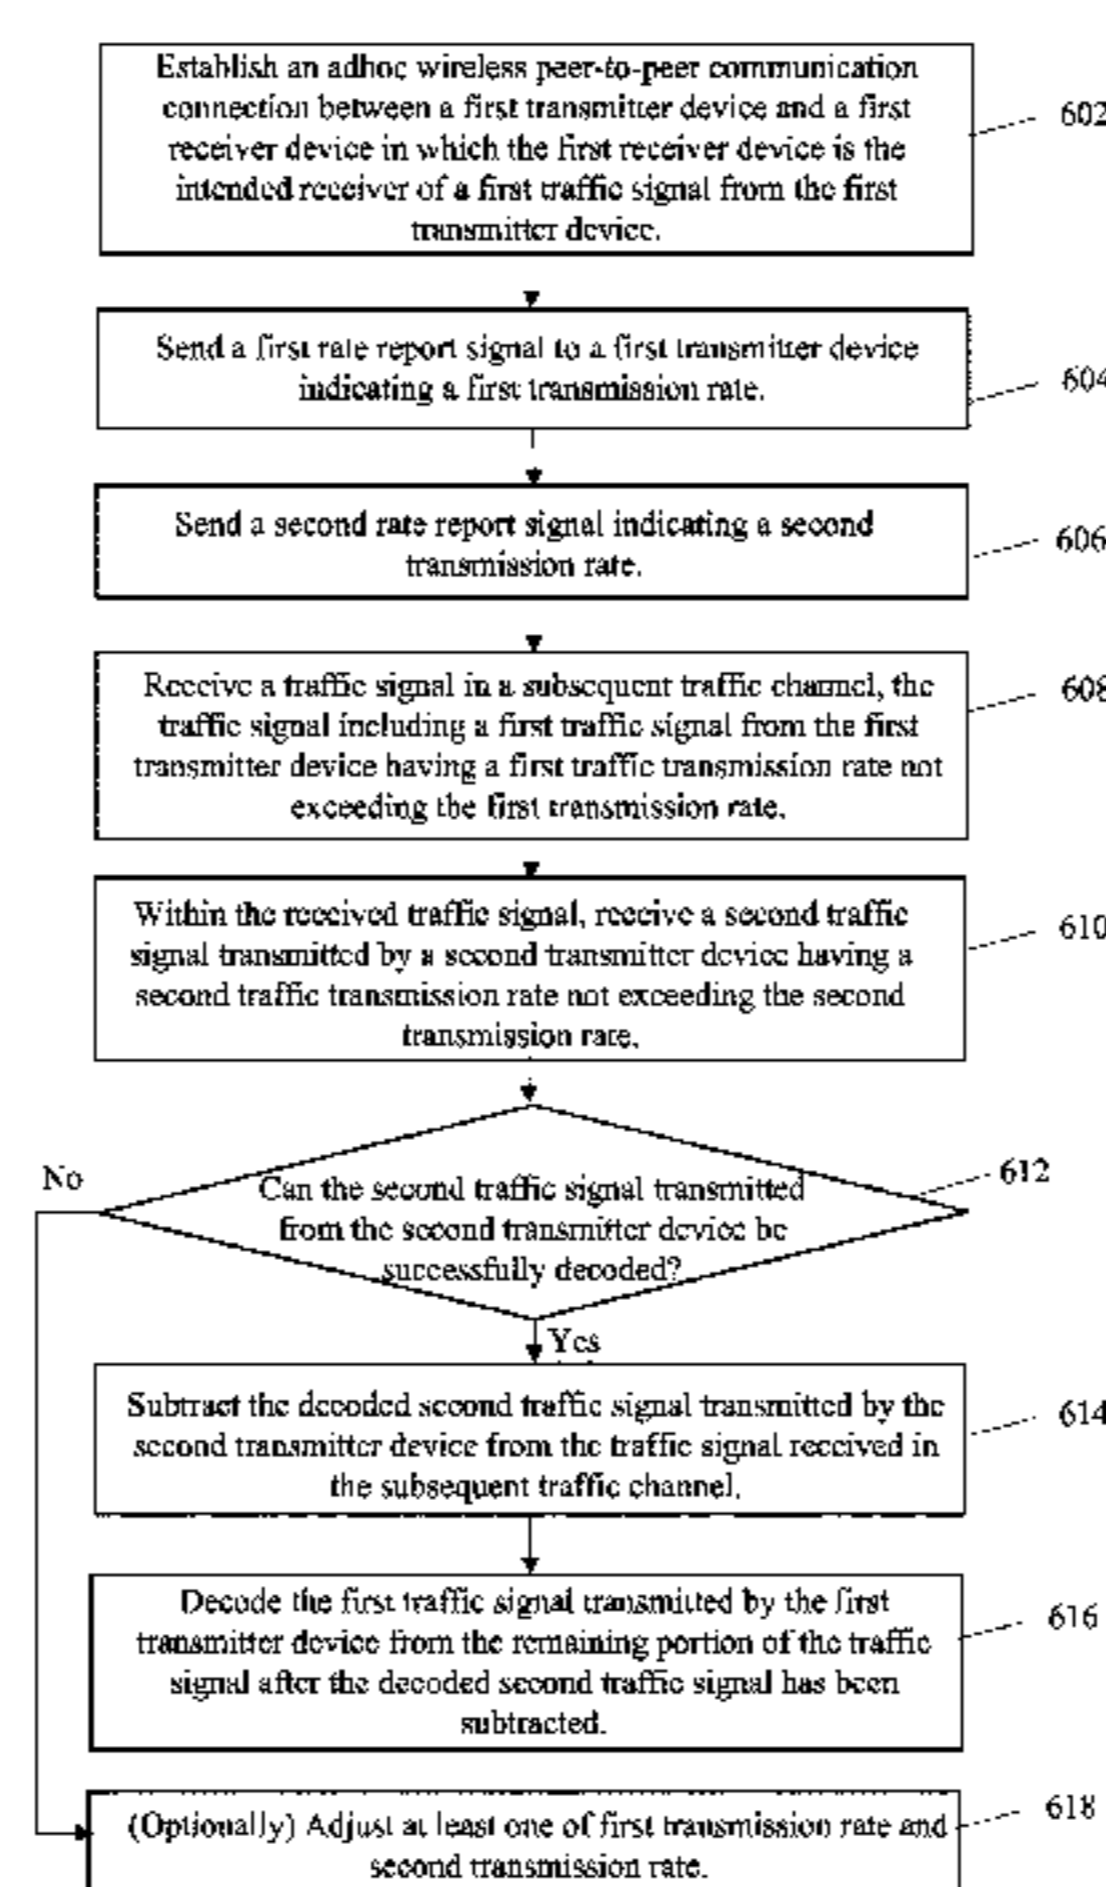 Establish an adhoc wireless peer-to-peer communication
connection between a first transmitter device and a first
receiver device in which the first receiver device is the
intended receiver of a first traffic signal from the first
transmitter device.
602
Send a first rate report signal to a first transmitter device
indicating a first transmission rate.
604
Send a second rate report signal indicating a second
transmission rate.
606
Receive a traffic signal in a subsequent traffic channel, the
traffic signal including a first traffic signal from the first
transmitter device having a first traffic transmission rate not
exceeding the first transmission rate.
608
Within the received traffic signal, receive a second traffic
signal transmitted by a second transmitter device having a
second traffic transmission rate not exceeding the second
transmission rate.
610
No
Can the second traffic signal transmitted
from the second transmitter device be
successfully decoded?
612
Yes
Subtract the decoded second traffic signal transmitted by the
second transmitter device from the traffic signal received in
the subsequent traffic channel.
614
Decode the first traffic signal transmitted by the first
transmitter device from the remaining portion of the traffic
signal after the decoded second traffic signal has been
subtracted.
616
(Optionally) Adjust at least one of first transmission rate and
second transmission rate.
618